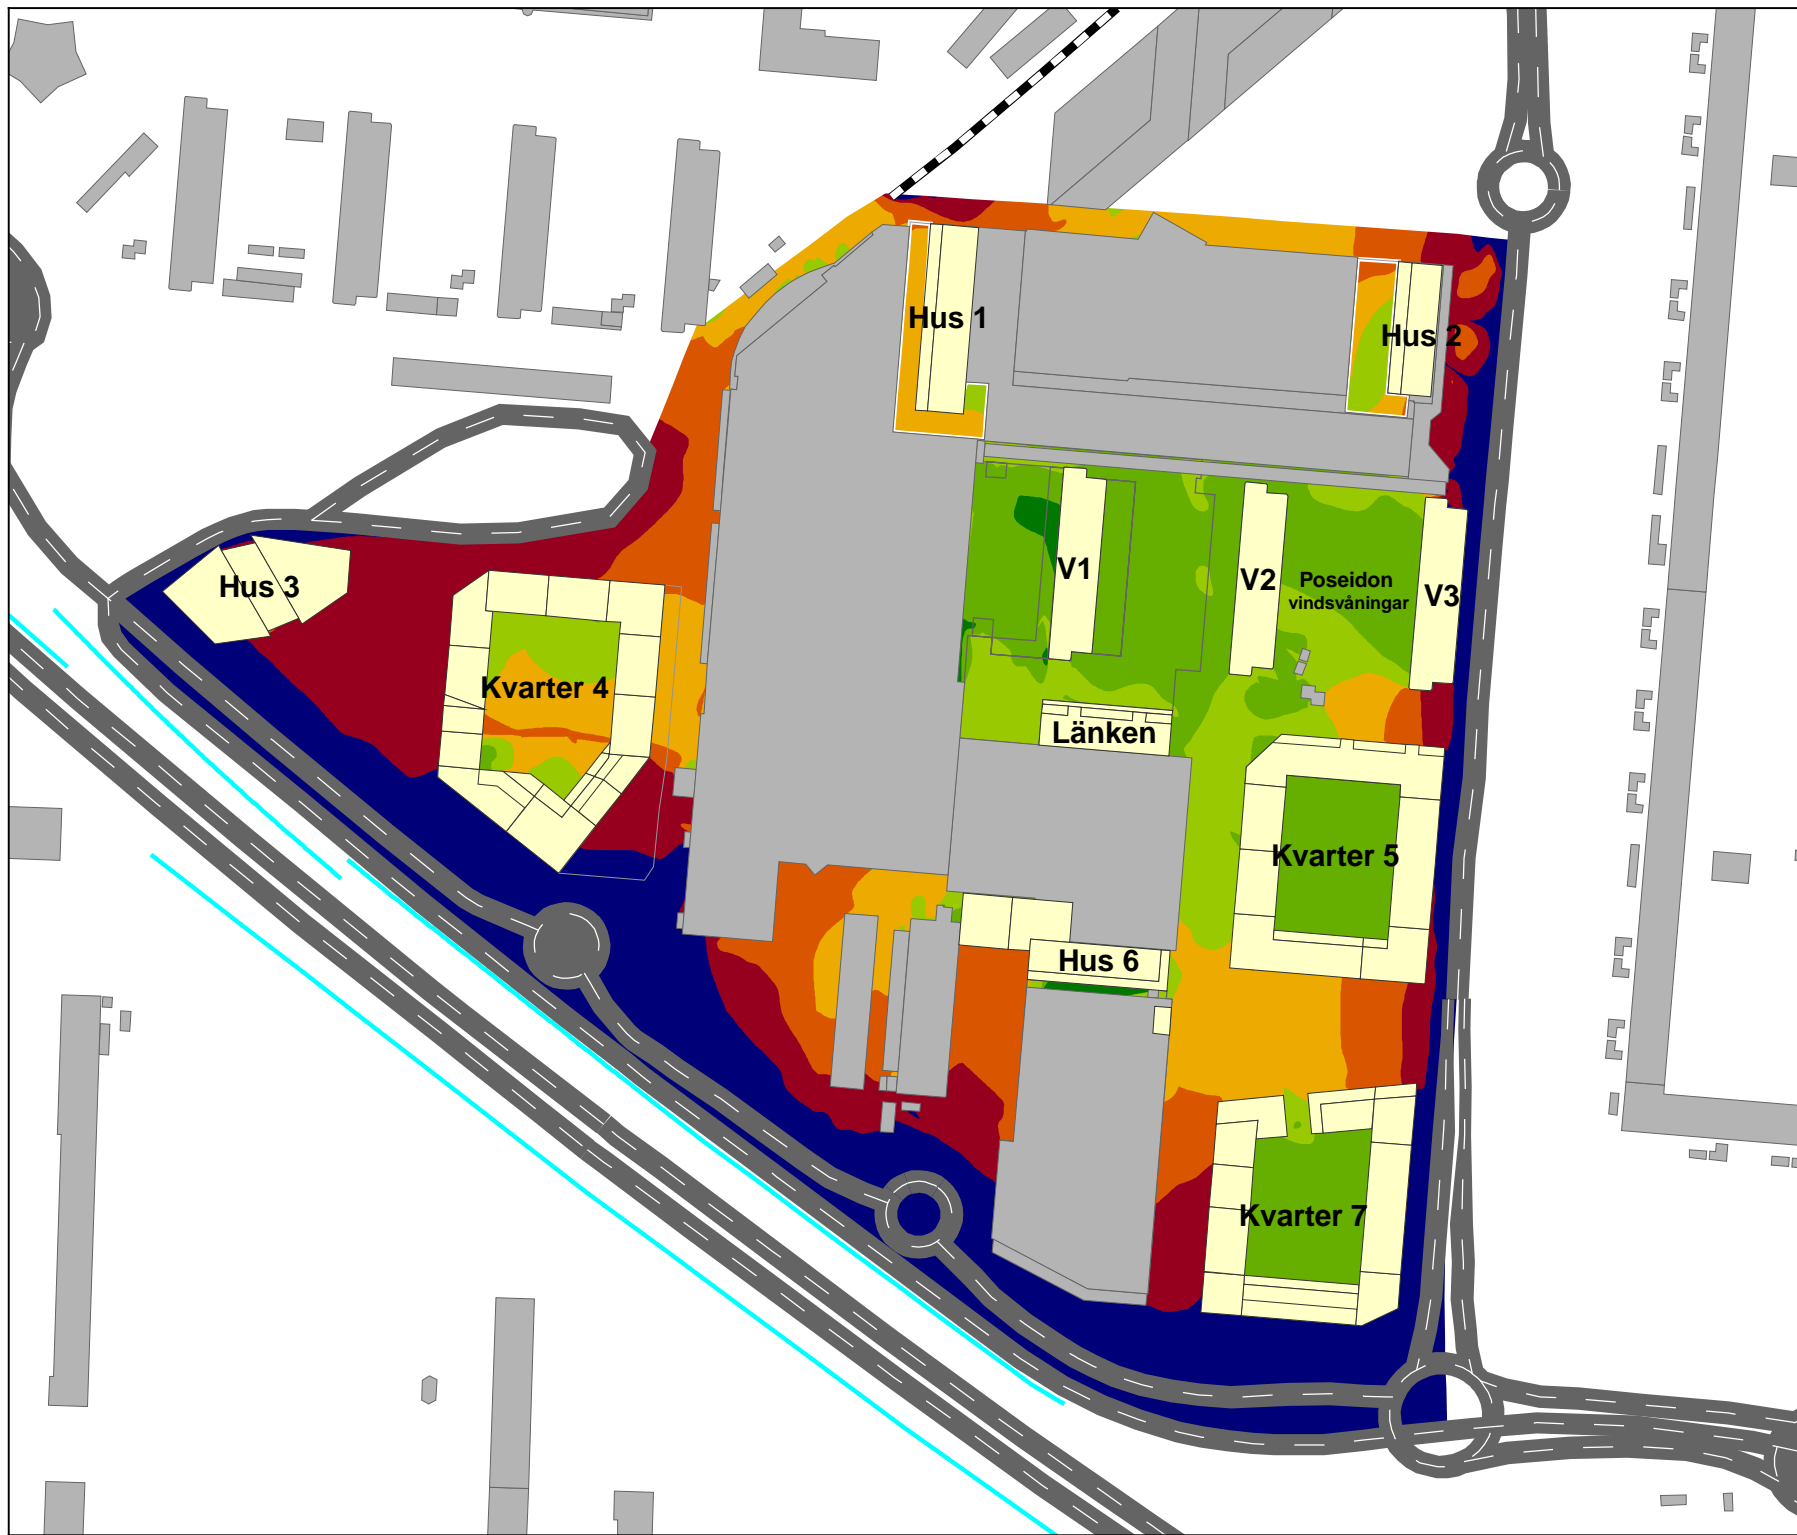 Hus 1
Hus 2
V1
V2
Poseidon
vindsvåningar
V3
Hus 3
Kvarter 4
Länken
Kvarter 5
Hus 6
Kvarter 7